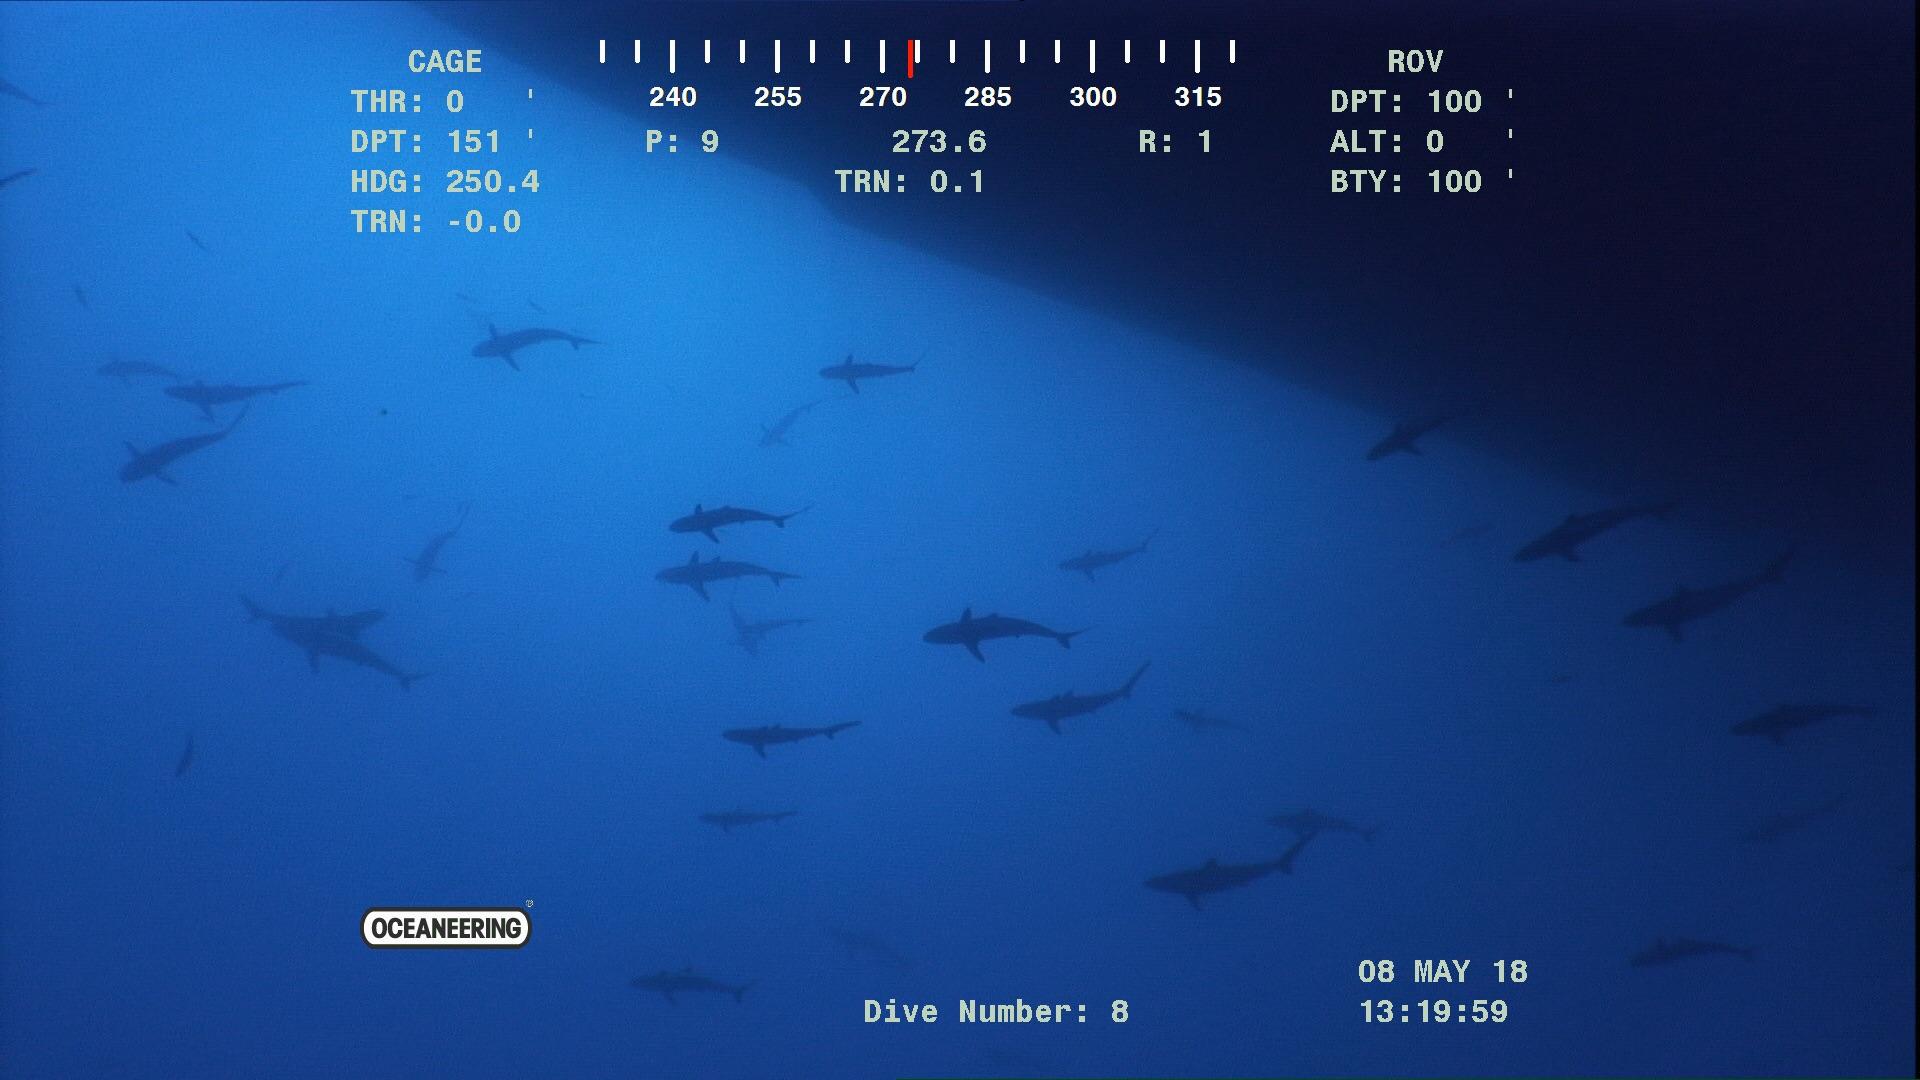 CAGE
THR: 0 '
DPT: 151 '
HDG: 250.4
TRN: -0.0
240 255 270 285 300 315
P: 9 273.6 R: 1
TRN: 0.1
ROV
DPT: 100 '
ALT: 0 '
BTY: 100 '
OCEANEERING®
Dive Number: 8
08 MAY 18
13:19:59